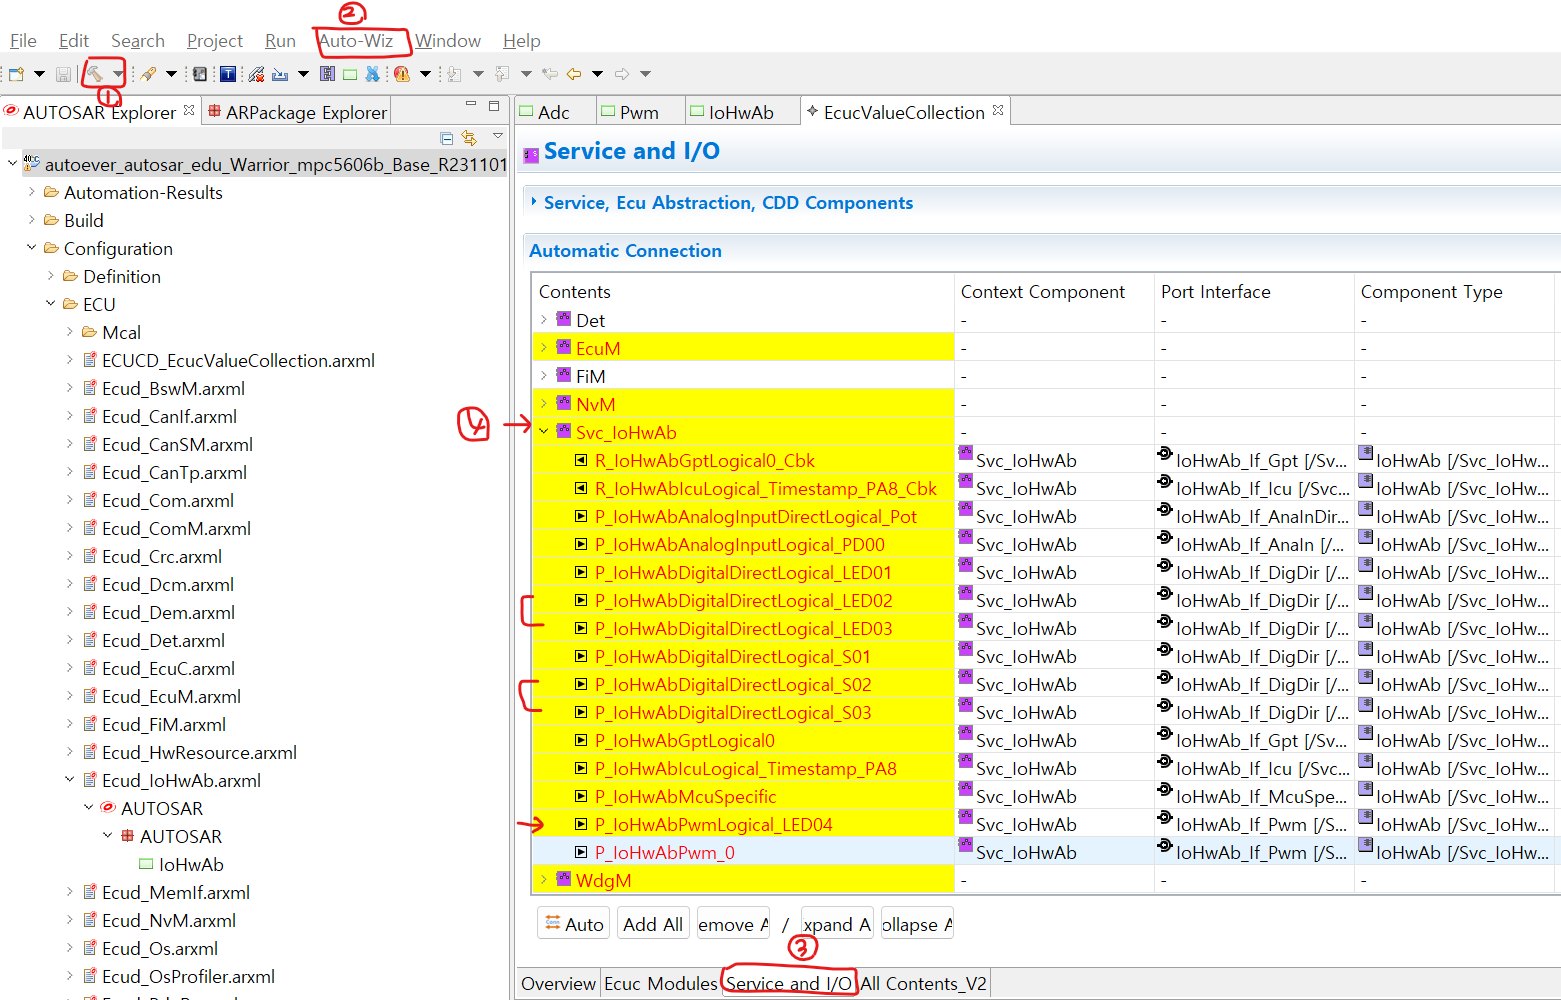 ②
File Edit Search Project Run Auto-Wiz Window Help
①
AUTOSAR Explorer ARPackage Explorer
autoever_autosar_edu_Warrior_mpc5606b_Base_R231101
Automation-Results
Build
Configuration
Definition
ECU
Mcal
ECUCD_EcucValueCollection.arxml
Ecud_BswM.arxml
Ecud_CanIf.arxml
Ecud_CanSM.arxml
Ecud_CanTp.arxml
Ecud_Com.arxml
Ecud_ComM.arxml
Ecud_Crc.arxml
Ecud_Dcm.arxml
Ecud_Dem.arxml
Ecud_Det.arxml
Ecud_EcuC.arxml
Ecud_EcuM.arxml
Ecud_FiM.arxml
Ecud_HwResource.arxml
Ecud_IoHwAb.arxml
AUTOSAR
AUTOSAR
IoHwAb
Ecud_MemIf.arxml
Ecud_NvM.arxml
Ecud_Os.arxml
Ecud_OsProfiler.arxml
Adc Pwm IoHwAb EcucValueCollection
Service and I/O
Service, Ecu Abstraction, CDD Components
Automatic Connection
Contents Context Component Port Interface Component Type
Det - - -
EcuM - - -
FiM - - -
NvM - - -
④ → Svc_IoHwAb - - -
R_IoHwAbGptLogical0_Cbk Svc_IoHwAb IoHwAb_If_Gpt [/Sv... IoHwAb [/Svc_IoHw...
R_IoHwAbIcuLogical_Timestamp_PA8_Cbk Svc_IoHwAb IoHwAb_If_Icu [/Svc... IoHwAb [/Svc_IoHw...
P_IoHwAbAnalogInputDirectLogical_Pot Svc_IoHwAb IoHwAb_If_AnaInDir... IoHwAb [/Svc_IoHw...
P_IoHwAbAnalogInputLogical_PD00 Svc_IoHwAb IoHwAb_If_AnaIn [/... IoHwAb [/Svc_IoHw...
P_IoHwAbDigitalDirectLogical_LED01 Svc_IoHwAb IoHwAb_If_DigDir [/... IoHwAb [/Svc_IoHw...
P_IoHwAbDigitalDirectLogical_LED02 Svc_IoHwAb IoHwAb_If_DigDir [/... IoHwAb [/Svc_IoHw...
P_IoHwAbDigitalDirectLogical_LED03 Svc_IoHwAb IoHwAb_If_DigDir [/... IoHwAb [/Svc_IoHw...
P_IoHwAbDigitalDirectLogical_S01 Svc_IoHwAb IoHwAb_If_DigDir [/... IoHwAb [/Svc_IoHw...
P_IoHwAbDigitalDirectLogical_S02 Svc_IoHwAb IoHwAb_If_DigDir [/... IoHwAb [/Svc_IoHw...
P_IoHwAbDigitalDirectLogical_S03 Svc_IoHwAb IoHwAb_If_DigDir [/... IoHwAb [/Svc_IoHw...
P_IoHwAbGptLogical0 Svc_IoHwAb IoHwAb_If_Gpt [/Sv... IoHwAb [/Svc_IoHw...
P_IoHwAbIcuLogical_Timestamp_PA8 Svc_IoHwAb IoHwAb_If_Icu [/Svc... IoHwAb [/Svc_IoHw...
P_IoHwAbMcuSpecific Svc_IoHwAb IoHwAb_If_McuSpe... IoHwAb [/Svc_IoHw...
→ P_IoHwAbPwmLogical_LED04 Svc_IoHwAb IoHwAb_If_Pwm [/S... IoHwAb [/Svc_IoHw...
P_IoHwAbPwm_0 Svc_IoHwAb IoHwAb_If_Pwm [/S... IoHwAb [/Svc_IoHw...
WdgM - - -
Auto Add All emove A / xpand A ollapse A
③
Overview Ecuc Modules Service and I/O All Contents_V2